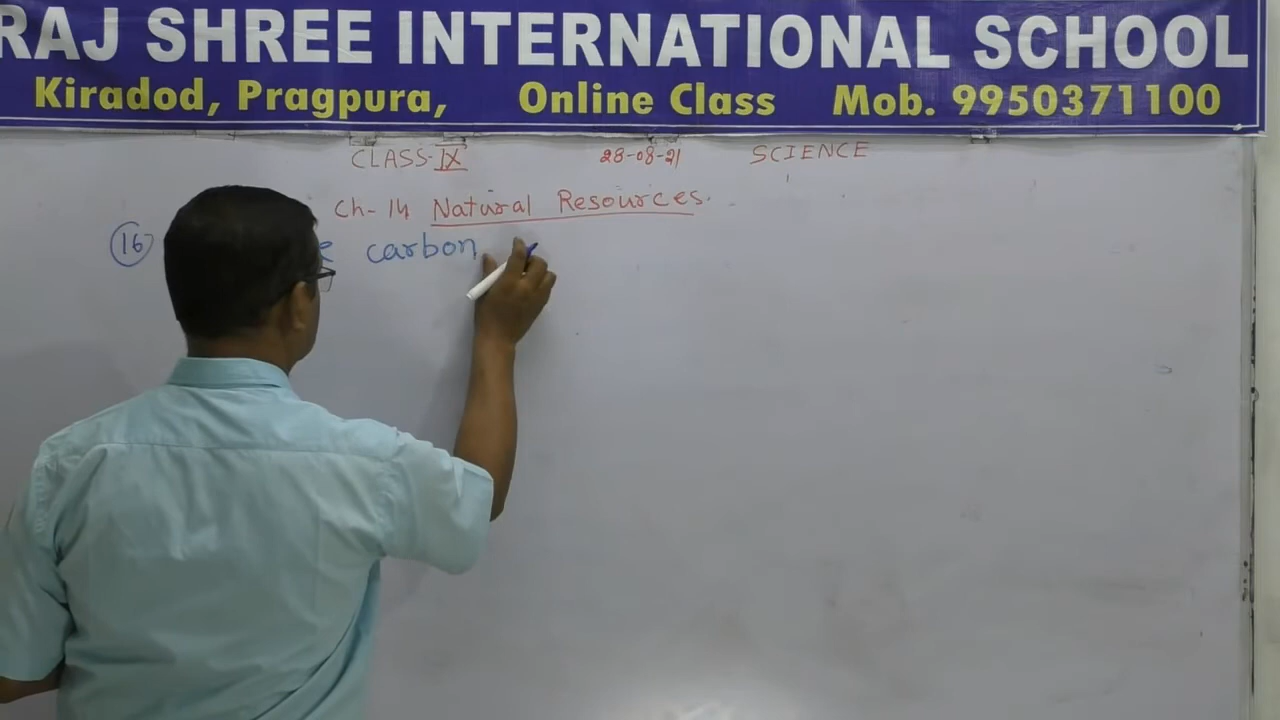 RAJ SHREE INTERNATIONAL SCHOOL
Kiradod, Pragpura, Online Class Mob. 9950371100
CLASS-IX 28-08-21 SCIENCE
Ch-14 Natural Resources.
16 carbon